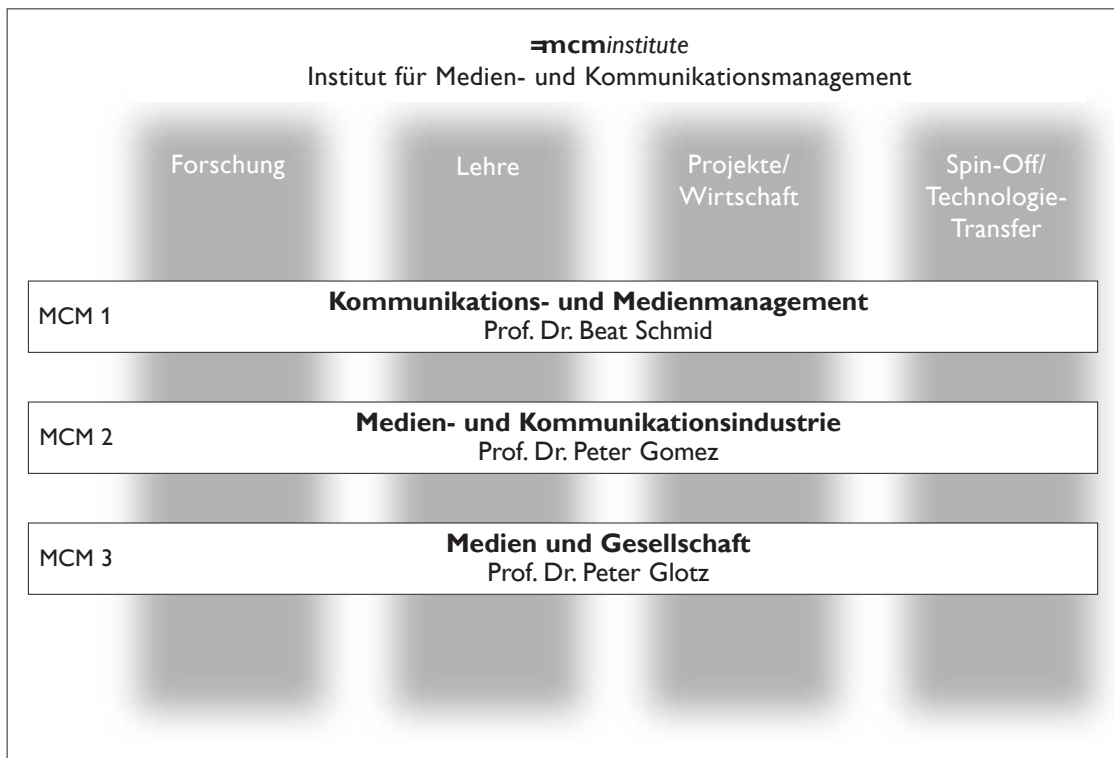 =mcminstitute
Institut für Medien- und Kommunikationsmanagement
Forschung
Lehre
Projekte/
Wirtschaft
Spin-Off/
Technologie-
Transfer
MCM 1
Kommunikations- und Medienmanagement
Prof. Dr. Beat Schmid
MCM 2
Medien- und Kommunikationsindustrie
Prof. Dr. Peter Gomez
MCM 3
Medien und Gesellschaft
Prof. Dr. Peter Glotz